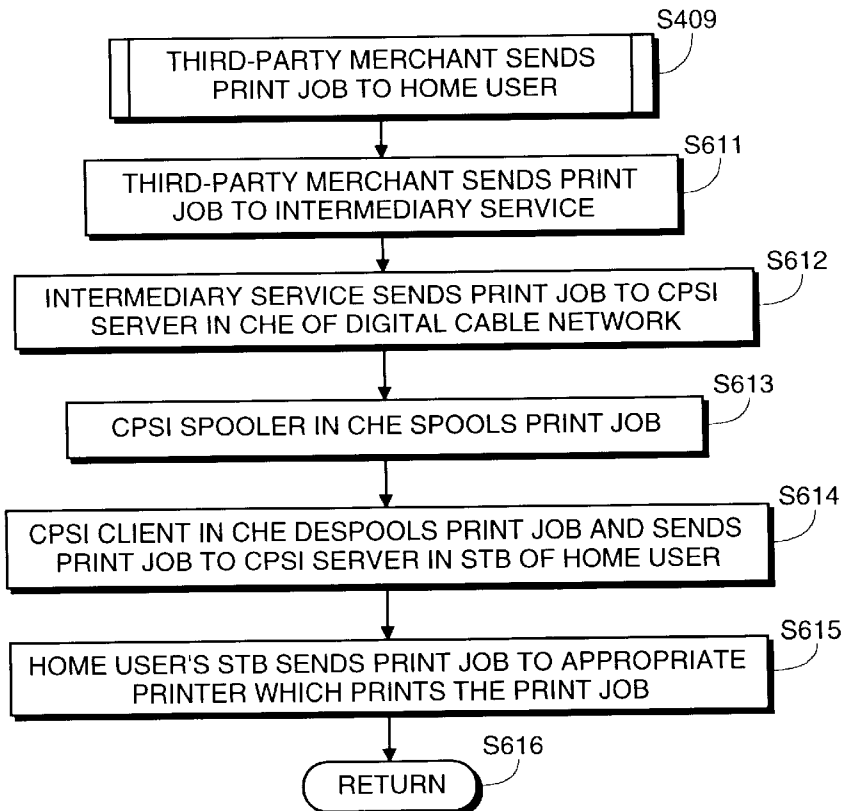 S409
THIRD-PARTY MERCHANT SENDS
PRINT JOB TO HOME USER
S611
THIRD-PARTY MERCHANT SENDS PRINT
JOB TO INTERMEDIARY SERVICE
S612
INTERMEDIARY SERVICE SENDS PRINT JOB TO CPSI
SERVER IN CHE OF DIGITAL CABLE NETWORK
S613
CPSI SPOOLER IN CHE SPOOLS PRINT JOB
S614
CPSI CLIENT IN CHE DESPOOLS PRINT JOB AND SENDS
PRINT JOB TO CPSI SERVER IN STB OF HOME USER
S615
HOME USER'S STB SENDS PRINT JOB TO APPROPRIATE
PRINTER WHICH PRINTS THE PRINT JOB
S616
RETURN